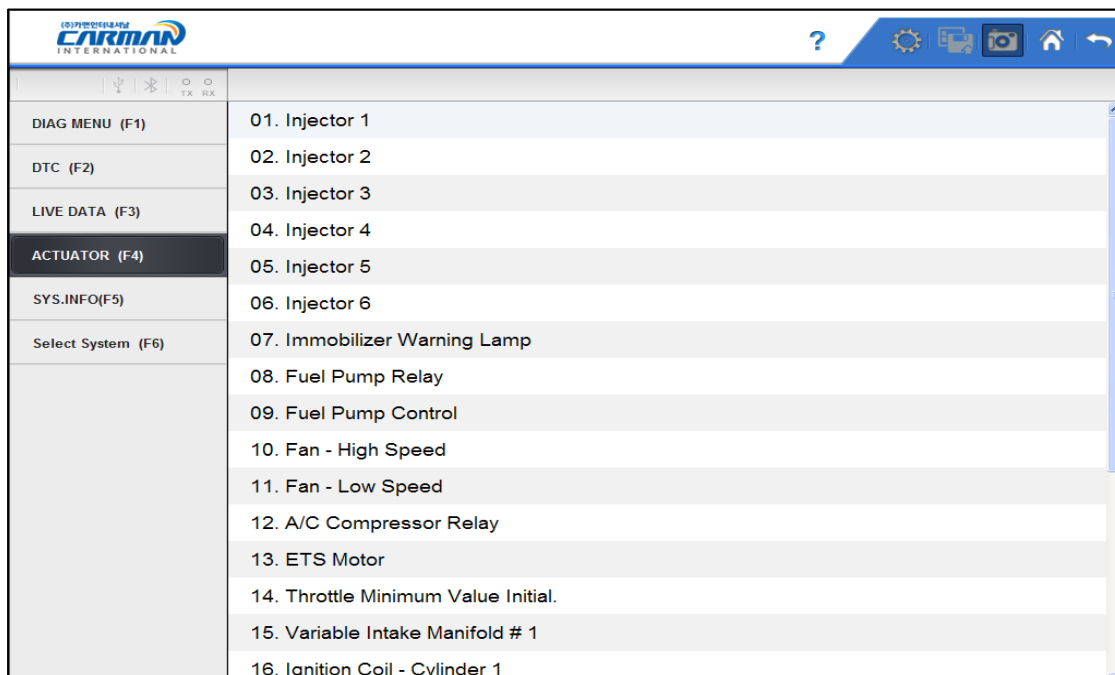 (주)카맨인터내셔날
CARMAN
INTERNATIONAL
?
TX RX
DIAG MENU (F1)
DTC (F2)
LIVE DATA (F3)
ACTUATOR (F4)
SYS.INFO(F5)
Select System (F6)
01. Injector 1
02. Injector 2
03. Injector 3
04. Injector 4
05. Injector 5
06. Injector 6
07. Immobilizer Warning Lamp
08. Fuel Pump Relay
09. Fuel Pump Control
10. Fan - High Speed
11. Fan - Low Speed
12. A/C Compressor Relay
13. ETS Motor
14. Throttle Minimum Value Initial.
15. Variable Intake Manifold # 1
16. Ignition Coil - Cylinder 1